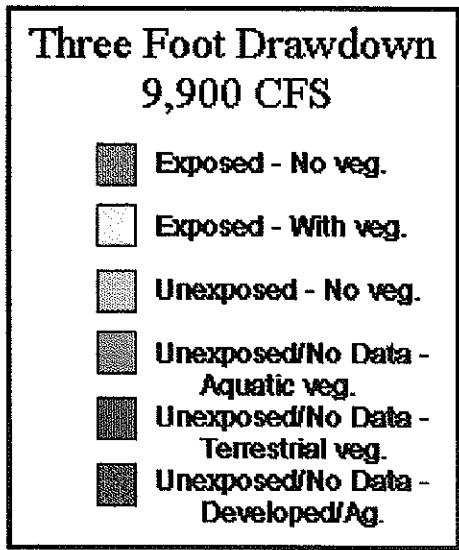 Three Foot Drawdown
9,900 CFS
Exposed - No veg.
Exposed - With veg.
Unexposed - No veg.
Unexposed/No Data -
Aquatic veg.
Unexposed/No Data -
Terrestrial veg.
Unexposed/No Data -
Developed/Ag.